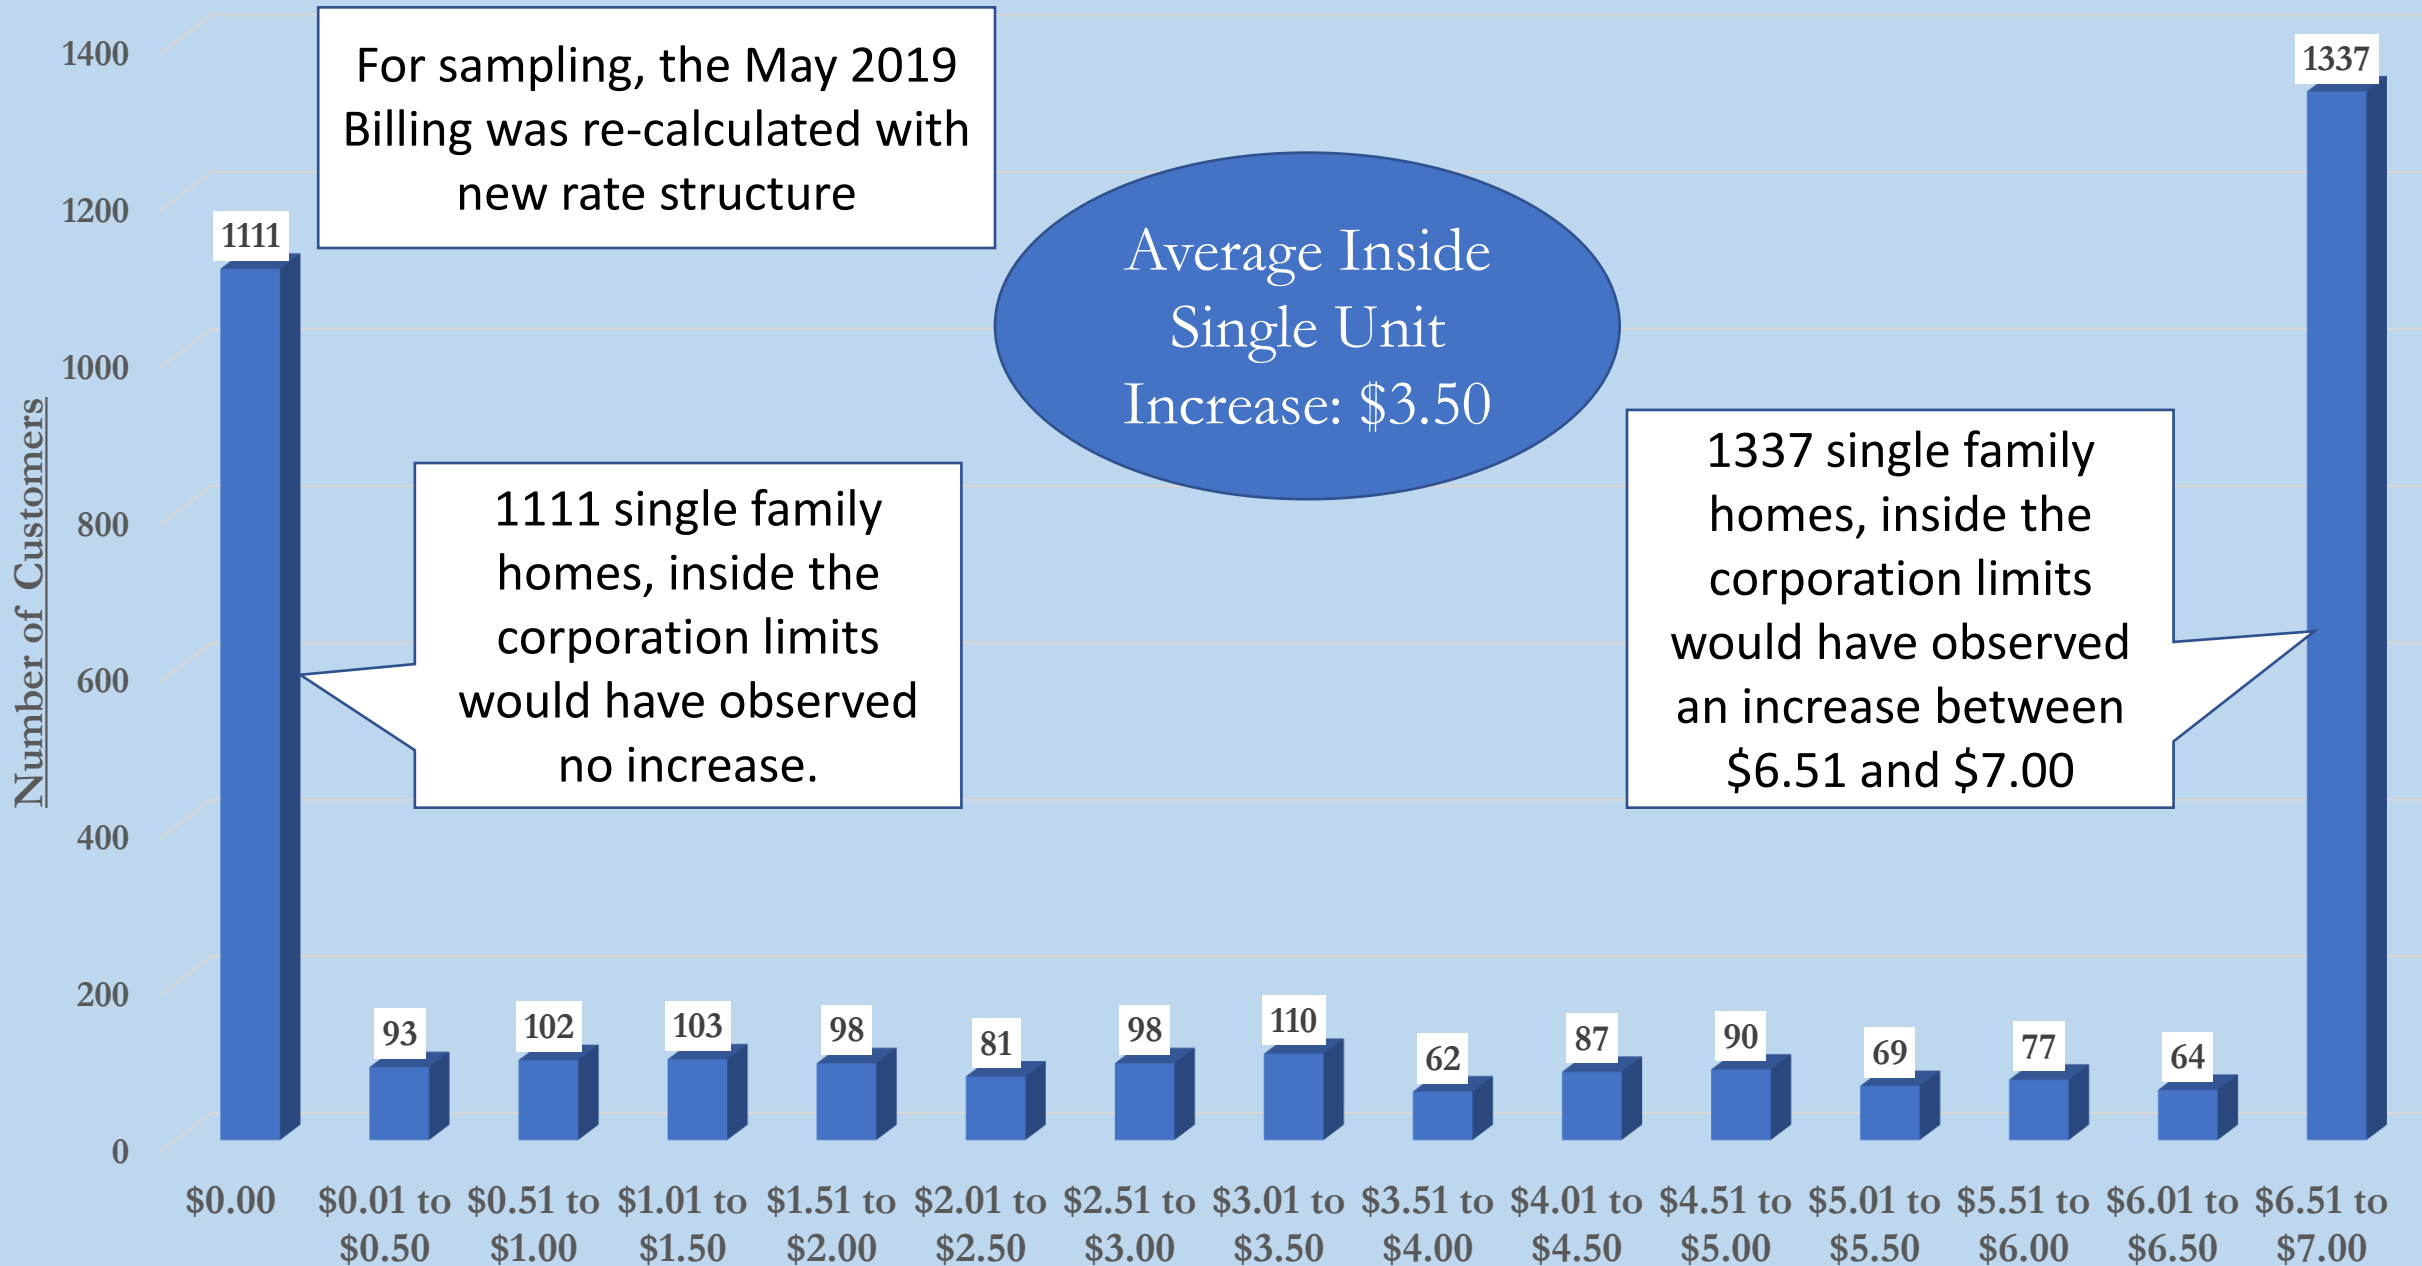 1400
1200
1000
800
600
400
200
0
Number of Customers
For sampling, the May 2019
Billing was re-calculated with
new rate structure
Average Inside
Single Unit
Increase: $3.50
1111 single family
homes, inside the
corporation limits
would have observed
no increase.
1337 single family
homes, inside the
corporation limits
would have observed
an increase between
$6.51 and $7.00
1111
93
102
103
98
81
98
110
62
87
90
69
77
64
1337
$0.00
$0.01 to
$0.50
$0.51 to
$1.00
$1.01 to
$1.50
$1.51 to
$2.00
$2.01 to
$2.50
$2.51 to
$3.00
$3.01 to
$3.50
$3.51 to
$4.00
$4.01 to
$4.50
$4.51 to
$5.00
$5.01 to
$5.50
$5.51 to
$6.00
$6.01 to
$6.50
$6.51 to
$7.00